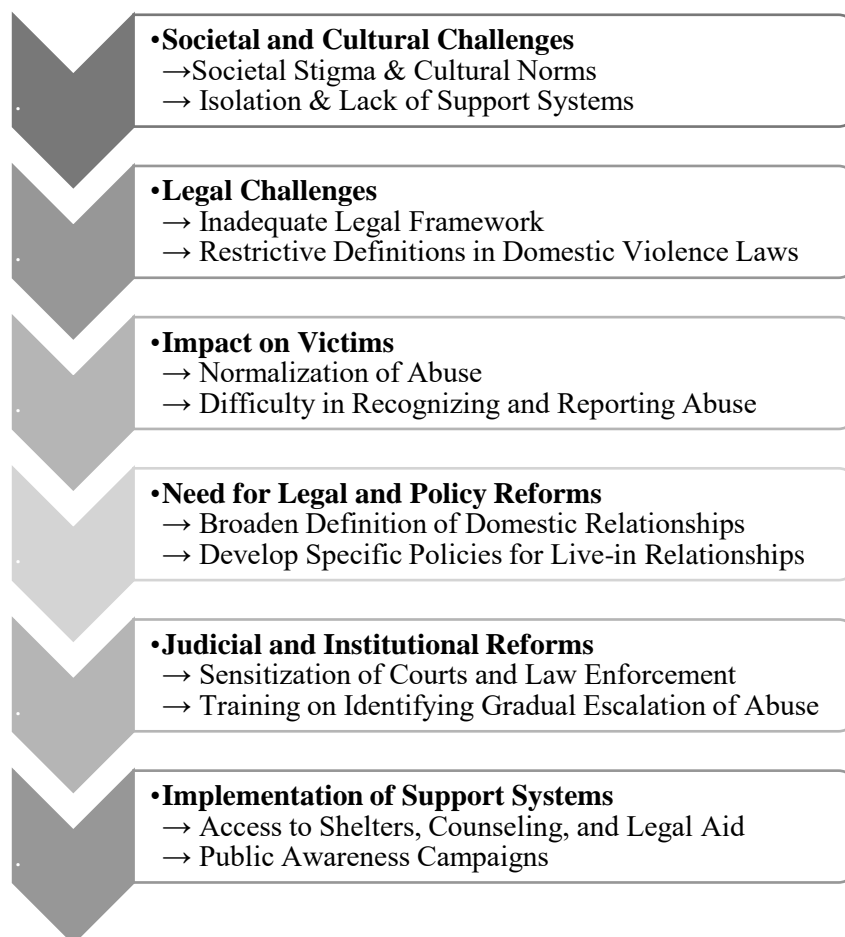 •Societal and Cultural Challenges
→Societal Stigma & Cultural Norms
→ Isolation & Lack of Support Systems
.
•Legal Challenges
→ Inadequate Legal Framework
→ Restrictive Definitions in Domestic Violence Laws
.
•Impact on Victims
→ Normalization of Abuse
→ Difficulty in Recognizing and Reporting Abuse
.
•Need for Legal and Policy Reforms
→ Broaden Definition of Domestic Relationships
→ Develop Specific Policies for Live-in Relationships
.
•Judicial and Institutional Reforms
→ Sensitization of Courts and Law Enforcement
→ Training on Identifying Gradual Escalation of Abuse
.
•Implementation of Support Systems
→ Access to Shelters, Counseling, and Legal Aid
→ Public Awareness Campaigns
.